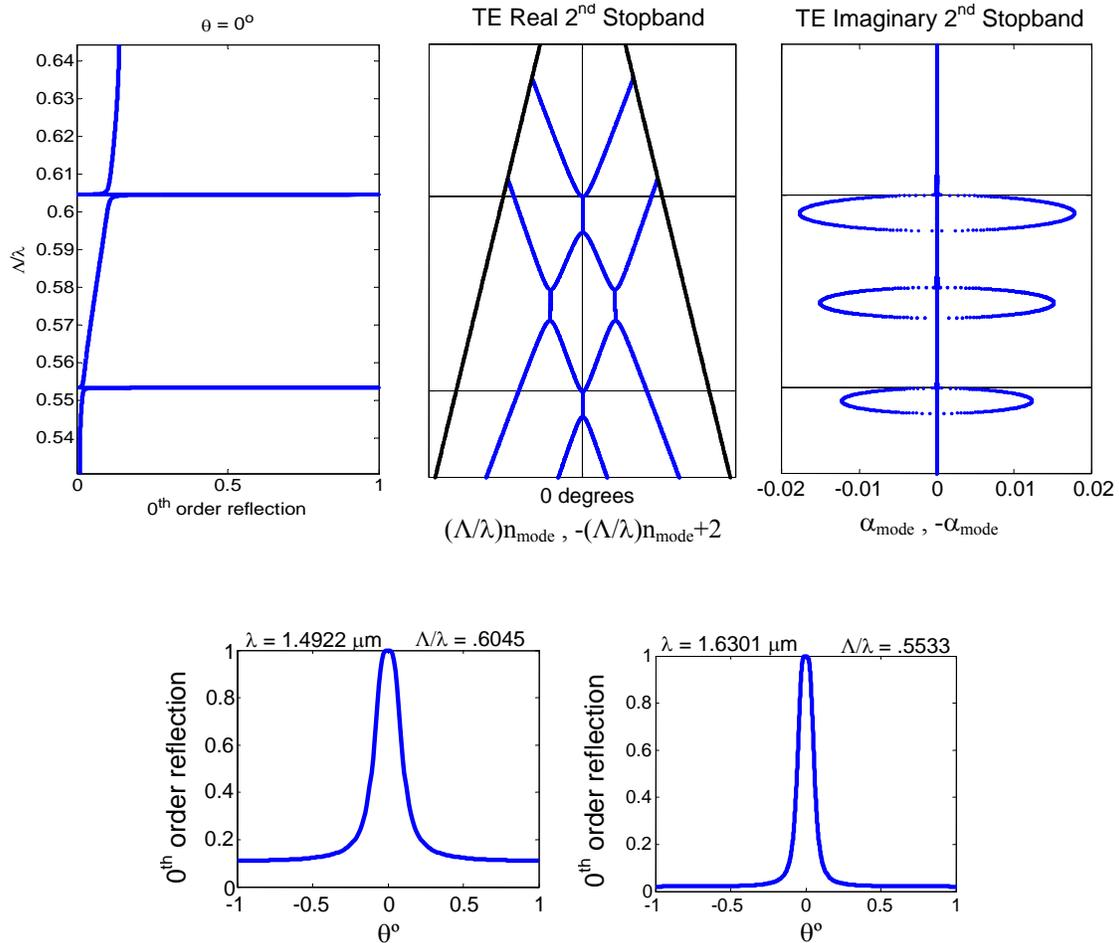 θ = 0º
TE Real 2nd Stopband
TE Imaginary 2nd Stopband
0.64
0.63
0.62
0.61
0.6
0.59
0.58
0.57
0.56
0.55
0.54
Λ/λ
0 0.5 1
0th order reflection
0 degrees
(Λ/λ)nmode , -(Λ/λ)nmode+2
-0.02 -0.01 0 0.01 0.02
αmode , -αmode
λ = 1.4922 μm Λ/λ = .6045
1
0.8
0.6
0.4
0.2
0
0th order reflection
-1 -0.5 0 0.5 1
θº
λ = 1.6301 μm Λ/λ = .5533
1
0.8
0.6
0.4
0.2
0
0th order reflection
-1 -0.5 0 0.5 1
θº